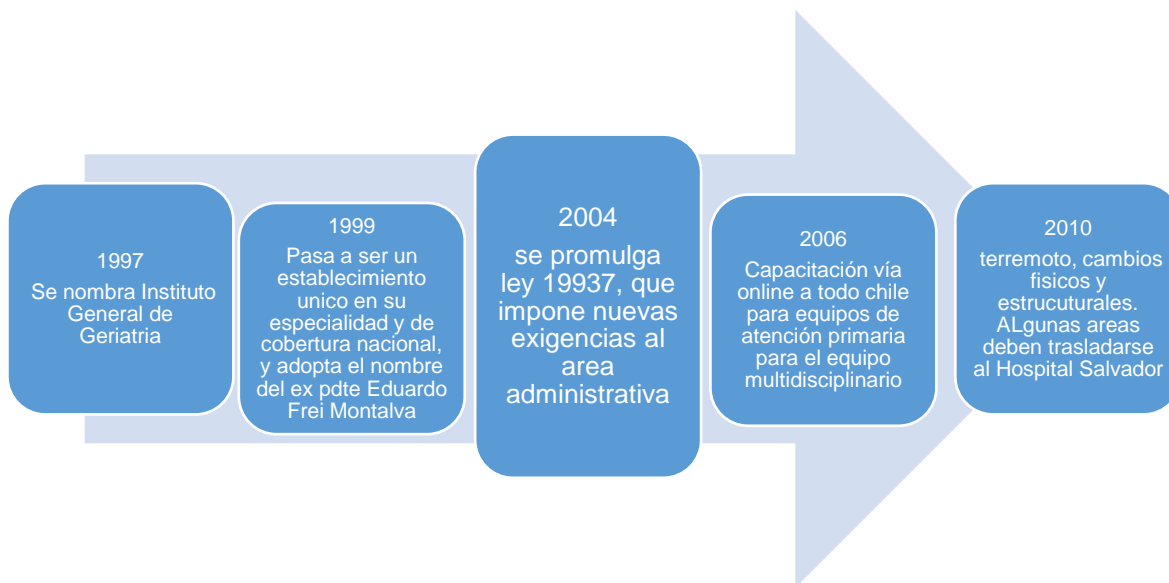 1997
Se nombra Instituto
General de
Geriatria
1999
Pasa a ser un
establecimiento
unico en su
especialidad y de
cobertura nacional,
y adopta el nombre
del ex pdte Eduardo
Frei Montalva
2004
se promulga
ley 19937, que
impone nuevas
exigencias al
area
administrativa
2006
Capacitación vía
online a todo chile
para equipos de
atención primaria
para el equipo
multidisciplinario
2010
terremoto, cambios
fisicos y
estrucuturales.
ALgunas areas
deben trasladarse
al Hospital Salvador